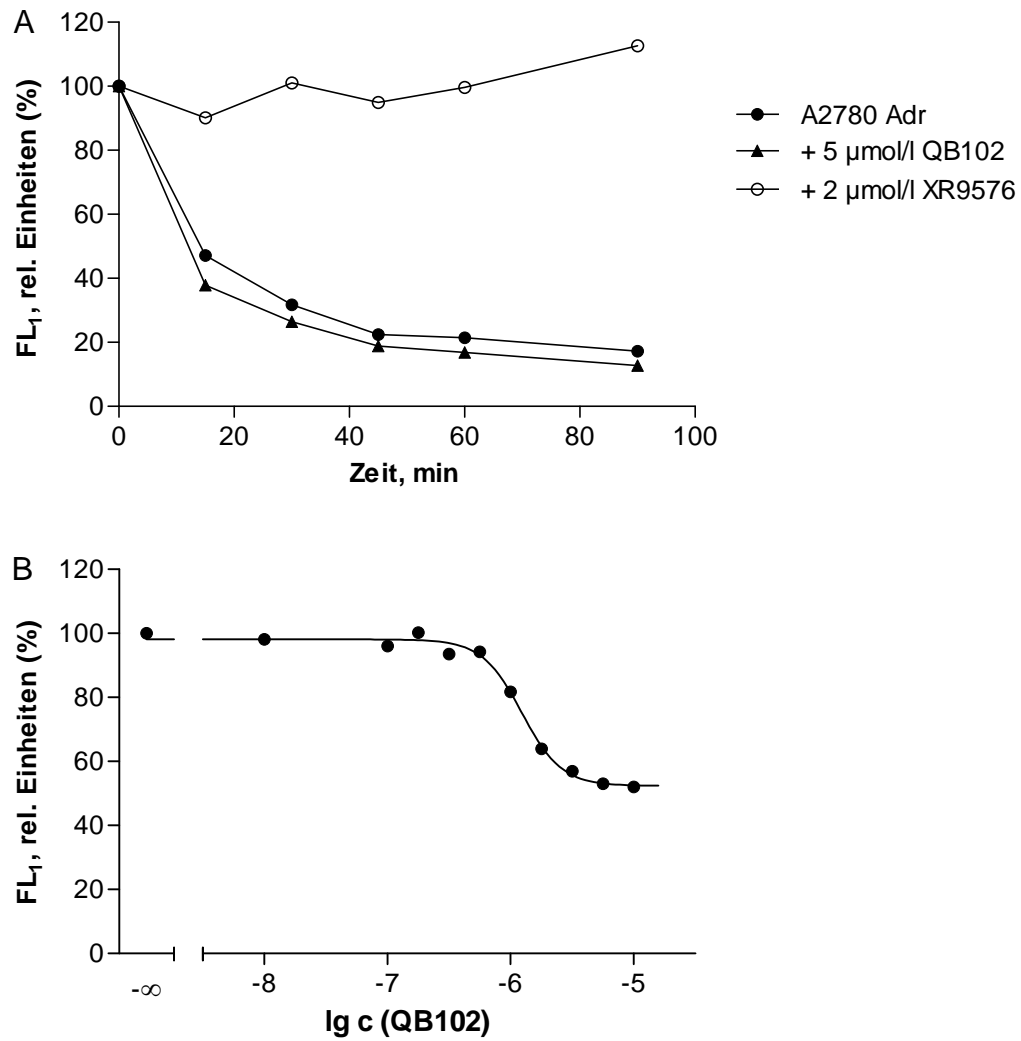 A
FL₁, rel. Einheiten (%)
120
100
80
60
40
20
0
0 20 40 60 80 100
Zeit, min
A2780 Adr
+ 5 µmol/l QB102
+ 2 µmol/l XR9576
B
FL₁, rel. Einheiten (%)
120
100
80
60
40
20
0
-∞ -8 -7 -6 -5
lg c (QB102)